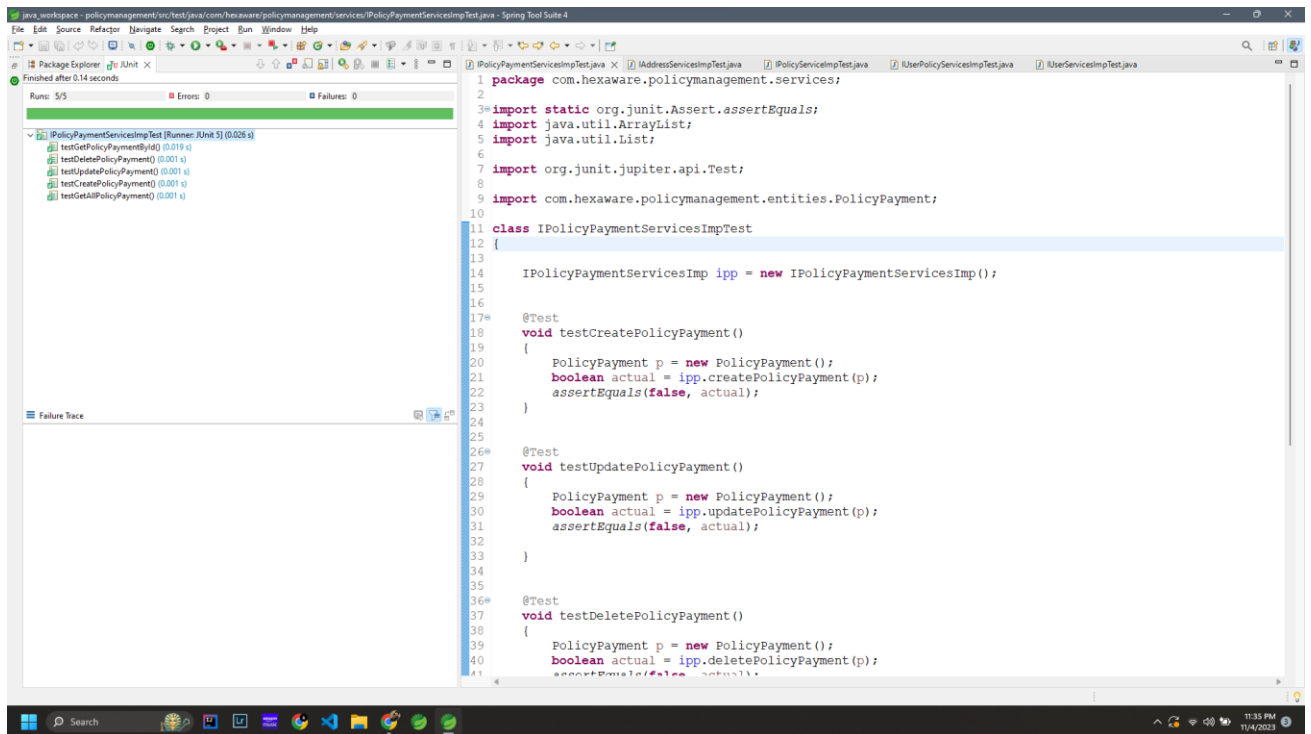 java_workspace - policymanagement/src/test/java/com/hexaware/policymanagement/services/IPolicyPaymentServicesImpTest.java - Spring Tool Suite 4
File Edit Source Refactor Navigate Search Project Run Window Help
Package Explorer JUnit
Finished after 0.14 seconds
Runs: 5/5 Errors: 0 Failures: 0
IPolicyPaymentServicesImpTest [Runner: JUnit 5] (0.026 s)
testGetPolicyPaymentById() (0.019 s)
testDeletePolicyPayment() (0.001 s)
testUpdatePolicyPayment() (0.001 s)
testCreatePolicyPayment() (0.001 s)
testGetAllPolicyPayment() (0.001 s)
Failure Trace
IPolicyPaymentServicesImpTest.java IAddressServicesImpTest.java IPolicyServiceImpTest.java IUserPolicyServicesImpTest.java IUserServicesImpTest.java
1 package com.hexaware.policymanagement.services;
2
3 import static org.junit.Assert.assertEquals;
4 import java.util.ArrayList;
5 import java.util.List;
6
7 import org.junit.jupiter.api.Test;
8
9 import com.hexaware.policymanagement.entities.PolicyPayment;
10
11 class IPolicyPaymentServicesImpTest
12 {
13
14 IPolicyPaymentServicesImp ipp = new IPolicyPaymentServicesImp();
15
16
17 @Test
18 void testCreatePolicyPayment()
19 {
20 PolicyPayment p = new PolicyPayment();
21 boolean actual = ipp.createPolicyPayment(p);
22 assertEquals(false, actual);
23 }
24
25
26 @Test
27 void testUpdatePolicyPayment()
28 {
29 PolicyPayment p = new PolicyPayment();
30 boolean actual = ipp.updatePolicyPayment(p);
31 assertEquals(false, actual);
32
33 }
34
35
36 @Test
37 void testDeletePolicyPayment()
38 {
39 PolicyPayment p = new PolicyPayment();
40 boolean actual = ipp.deletePolicyPayment(p);
41 assertEquals(false, actual);
Search
Lr
11:35 PM
11/4/2023
3